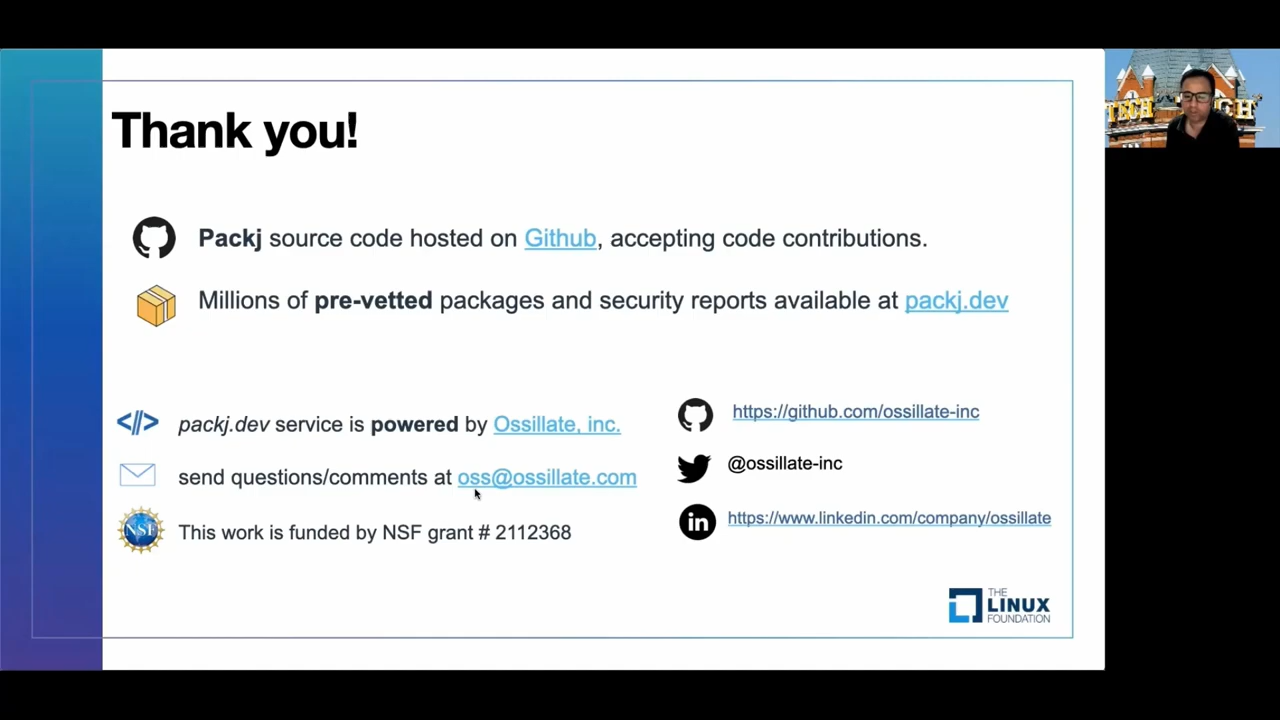 Thank you!
Packj source code hosted on Github, accepting code contributions.
Millions of pre-vetted packages and security reports available at packj.dev
packj.dev service is powered by Ossillate, inc.
send questions/comments at oss@ossillate.com
NSF
This work is funded by NSF grant # 2112368
https://github.com/ossillate-inc
@ossillate-inc
in
https://www.linkedin.com/company/ossillate
THE
LINUX
FOUNDATION
TECH